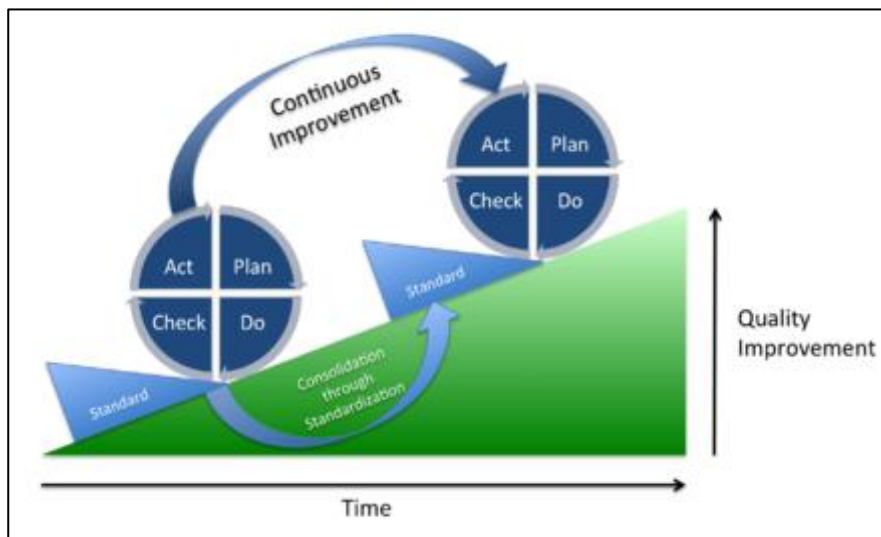 Continuous
Improvement
Act
Plan
Check
Do
Act
Plan
Check
Do
Standard
Standard
Consolidation
through
Standardization
Quality
Improvement
Time